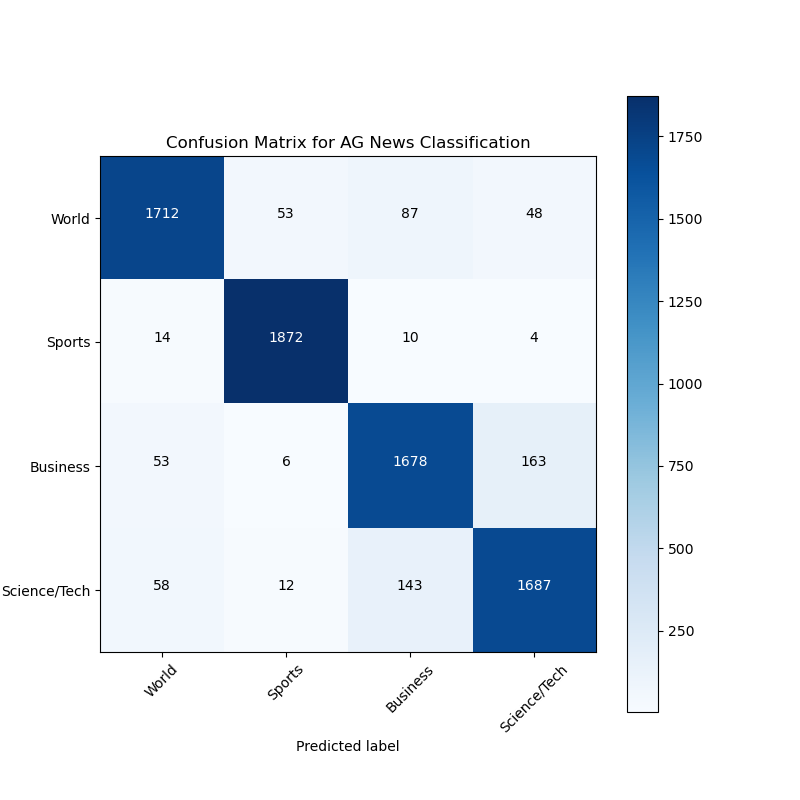 Confusion Matrix for AG News Classification
World 1712 53 87 48
Sports 14 1872 10 4
Business 53 6 1678 163
Science/Tech 58 12 143 1687
World Sports Business Science/Tech
Predicted label
1750
1500
1250
1000
750
500
250